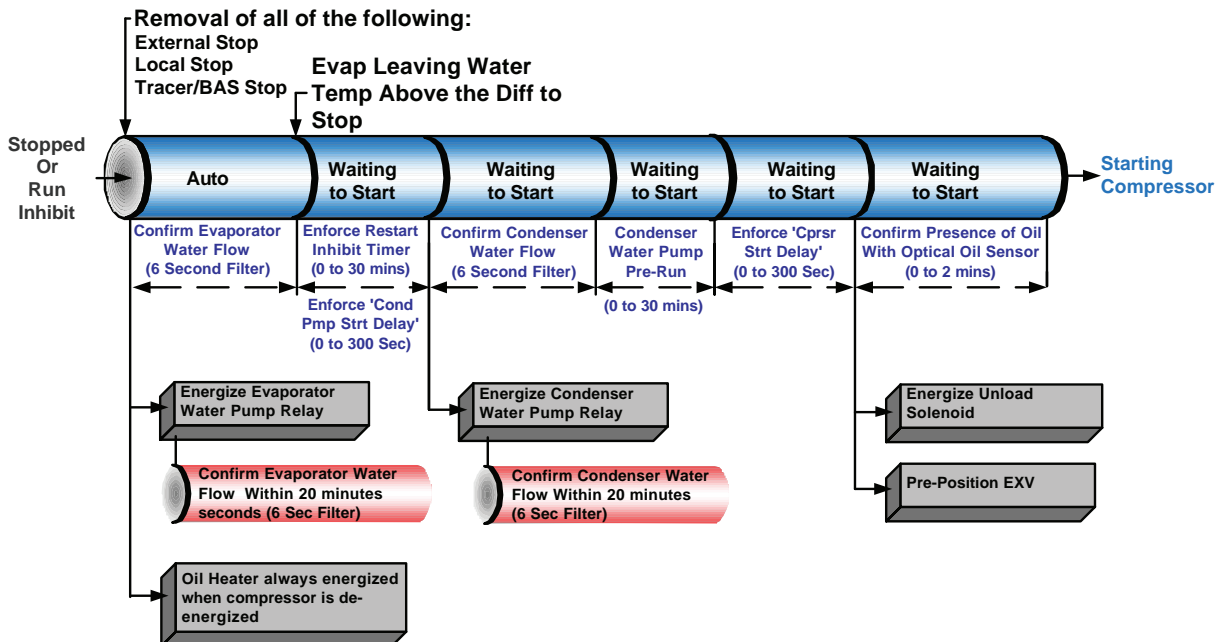 Removal of all of the following:
External Stop
Local Stop
Tracer/BAS Stop
Evap Leaving Water
Temp Above the Diff to
Stop
Stopped
Or
Run
Inhibit
Auto
Waiting
to Start
Waiting
to Start
Waiting
to Start
Waiting
to Start
Waiting
to Start
Starting
Compressor
Confirm Evaporator
Water Flow
(6 Second Filter)
Enforce Restart
Inhibit Timer
(0 to 30 mins)
Enforce 'Cond
Pmp Strt Delay'
(0 to 300 Sec)
Confirm Condenser
Water Flow
(6 Second Filter)
Condenser
Water Pump
Pre-Run
(0 to 30 mins)
Enforce 'Cprsr
Strt Delay'
(0 to 300 Sec)
Confirm Presence of Oil
With Optical Oil Sensor
(0 to 2 mins)
Energize Evaporator
Water Pump Relay
Confirm Evaporator Water
Flow Within 20 minutes
seconds (6 Sec Filter)
Oil Heater always energized
when compressor is de-
energized
Energize Condenser
Water Pump Relay
Confirm Condenser Water
Flow Within 20 minutes
(6 Sec Filter)
Energize Unload
Solenoid
Pre-Position EXV